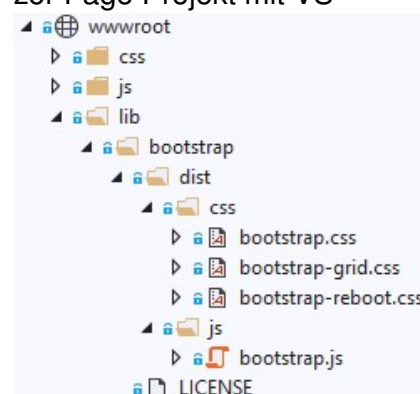 zor Page Projekt mit VS
wwwroot
css
js
lib
bootstrap
dist
css
bootstrap.css
bootstrap-grid.css
bootstrap-reboot.css
js
bootstrap.js
LICENSE